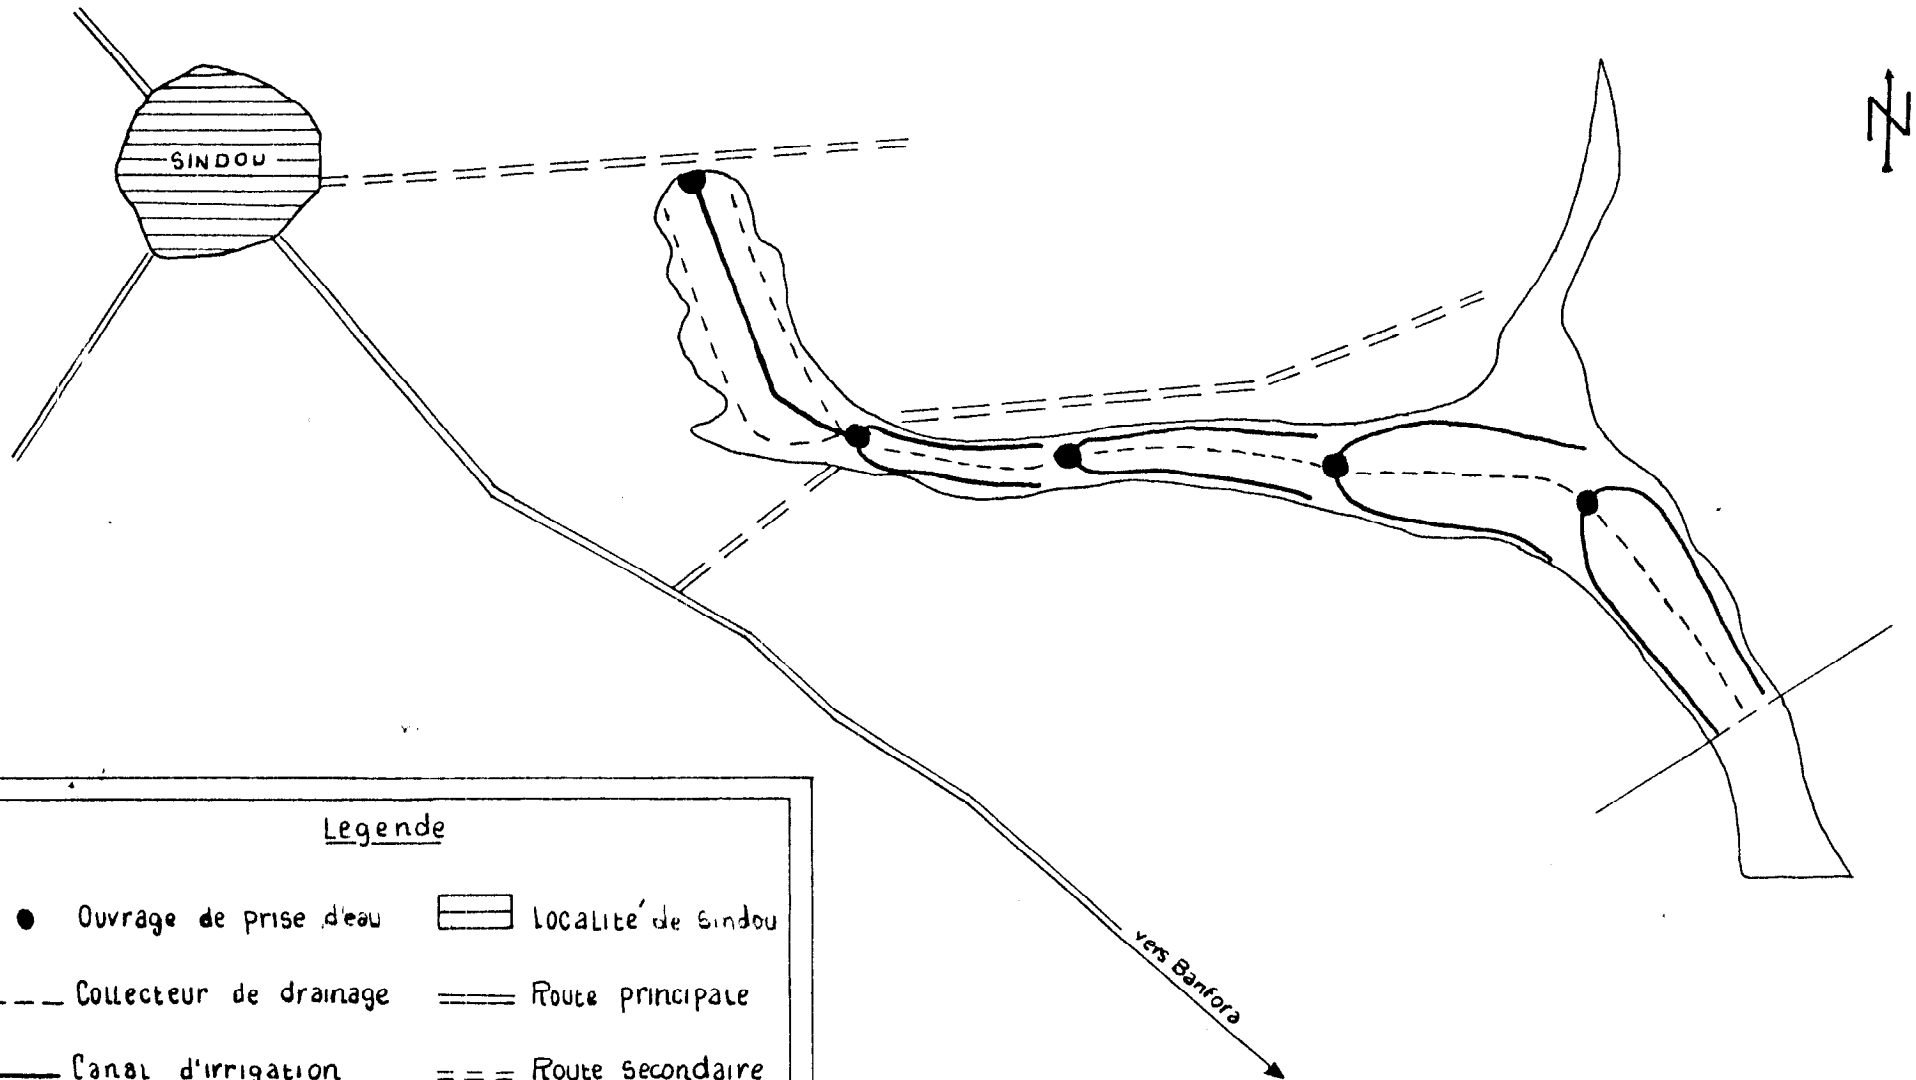 SINDOU
N
vers Banfora
Legende
Ouvrage de prise d'eau
Localité de Sindou
Collecteur de drainage
Route principale
Canal d'irrigation
Route secondaire